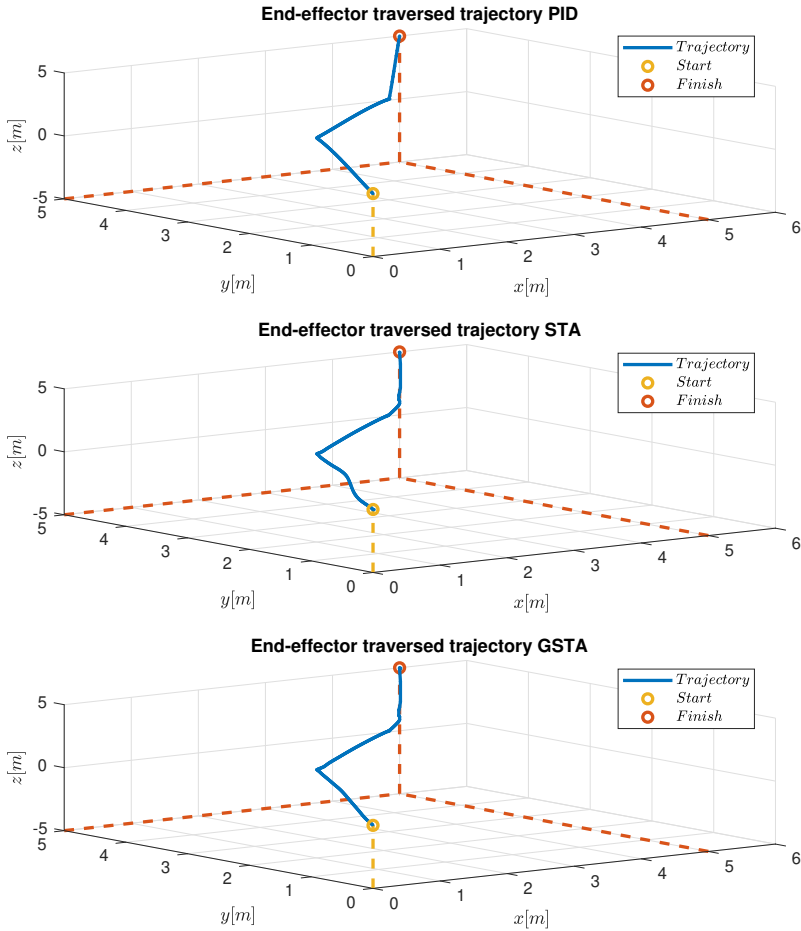 End-effector traversed trajectory PID
Trajectory
Start
Finish
5
0
-5
z[m]
5
4
3
2
1
0
y[m]
0
1
2
3
4
5
6
x[m]
End-effector traversed trajectory STA
Trajectory
Start
Finish
5
0
-5
z[m]
5
4
3
2
1
0
y[m]
0
1
2
3
4
5
6
x[m]
End-effector traversed trajectory GSTA
Trajectory
Start
Finish
5
0
-5
z[m]
5
4
3
2
1
0
y[m]
0
1
2
3
4
5
6
x[m]